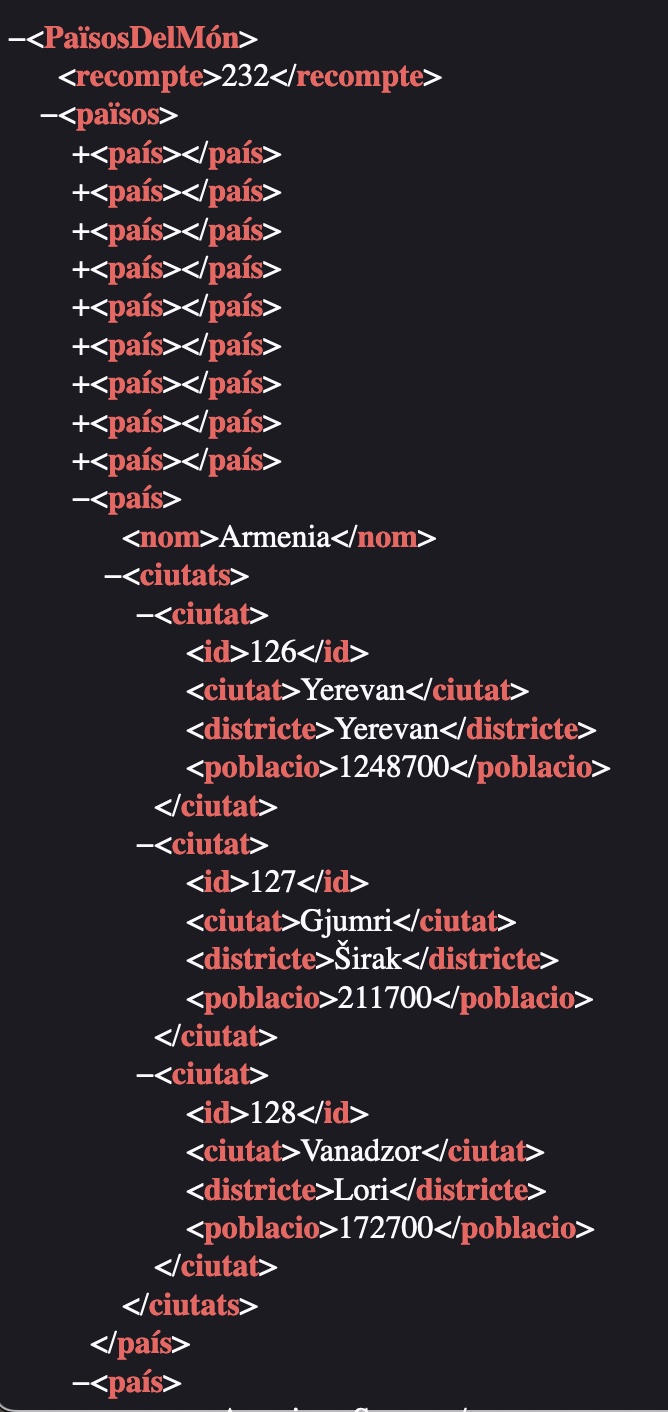 −<PaïsosDelMón>
<recompte>232</recompte>
−<països>
+<país></país>
+<país></país>
+<país></país>
+<país></país>
+<país></país>
+<país></país>
+<país></país>
+<país></país>
+<país></país>
−<país>
<nom>Armenia</nom>
−<ciutats>
−<ciutat>
<id>126</id>
<ciutat>Yerevan</ciutat>
<districte>Yerevan</districte>
<poblacio>1248700</poblacio>
</ciutat>
−<ciutat>
<id>127</id>
<ciutat>Gjumri</ciutat>
<districte>Širak</districte>
<poblacio>211700</poblacio>
</ciutat>
−<ciutat>
<id>128</id>
<ciutat>Vanadzor</ciutat>
<districte>Lori</districte>
<poblacio>172700</poblacio>
</ciutat>
</ciutats>
</país>
−<país>